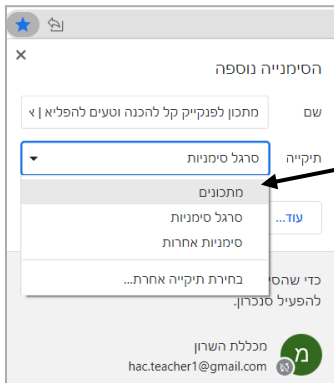 הסימנייה נוספה
שם
מתכון לפנקייק קל להכנה וטעים להפליא |
תיקייה
סרגל סימניות
מתכונים
סרגל סימניות
סימניות אחרות
בחירת תיקייה אחרת...
עוד...
כדי שהסי
להפעיל סנכרון.
מ
מכללת השרון
hac.teacher1@gmail.com